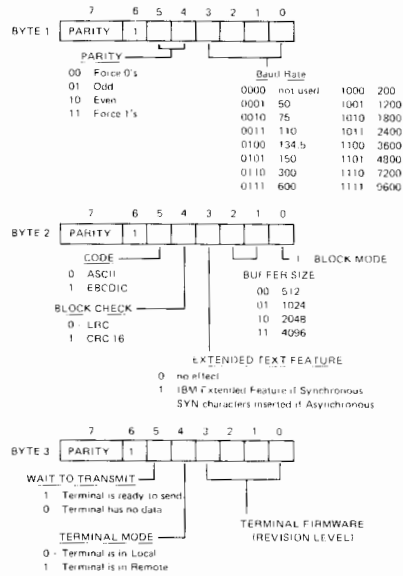 7 6 5 4 3 2 1 0
BYTE 1 PARITY 1
PARITY
00 Force 0's
01 Odd
10 Even
11 Force 1's
Baud Rate
0000 not used 1000 200
0001 50 1001 1200
0010 75 1010 1800
0011 110 1011 2400
0100 134.5 1100 3600
0101 150 1101 4800
0110 300 1110 7200
0111 600 1111 9600
7 6 5 4 3 2 1 0
BYTE 2 PARITY 1
1 BLOCK MODE
CODE
0 ASCII
1 EBCDIC
BUFFER SIZE
00 512
01 1024
10 2048
11 4096
BLOCK CHECK
0 - LRC
1 CRC 16
EXTENDED TEXT FEATURE
0 no effect
1 IBM Extended Feature if Synchronous
SYN characters inserted if Asynchronous
7 6 5 4 3 2 1 0
BYTE 3 PARITY 1
WAIT TO TRANSMIT
1 Terminal is ready to send
0 Terminal has no data
TERMINAL MODE
0 - Terminal is in Local
1 Terminal is in Remote
TERMINAL FIRMWARE
(REVISION LEVEL)